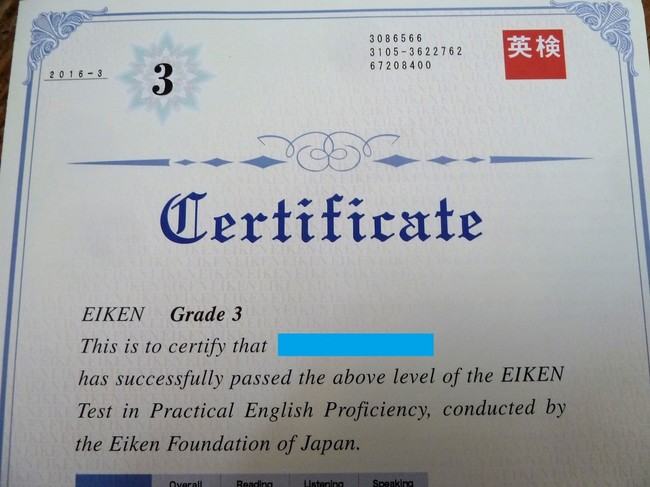 2016-3
3
3086566
3105-3622762
67208400
英検
Certificate
EIKEN Grade 3
This is to certify that
has successfully passed the above level of the EIKEN
Test in Practical English Proficiency, conducted by
the Eiken Foundation of Japan.
Overall Reading Listening Speaking